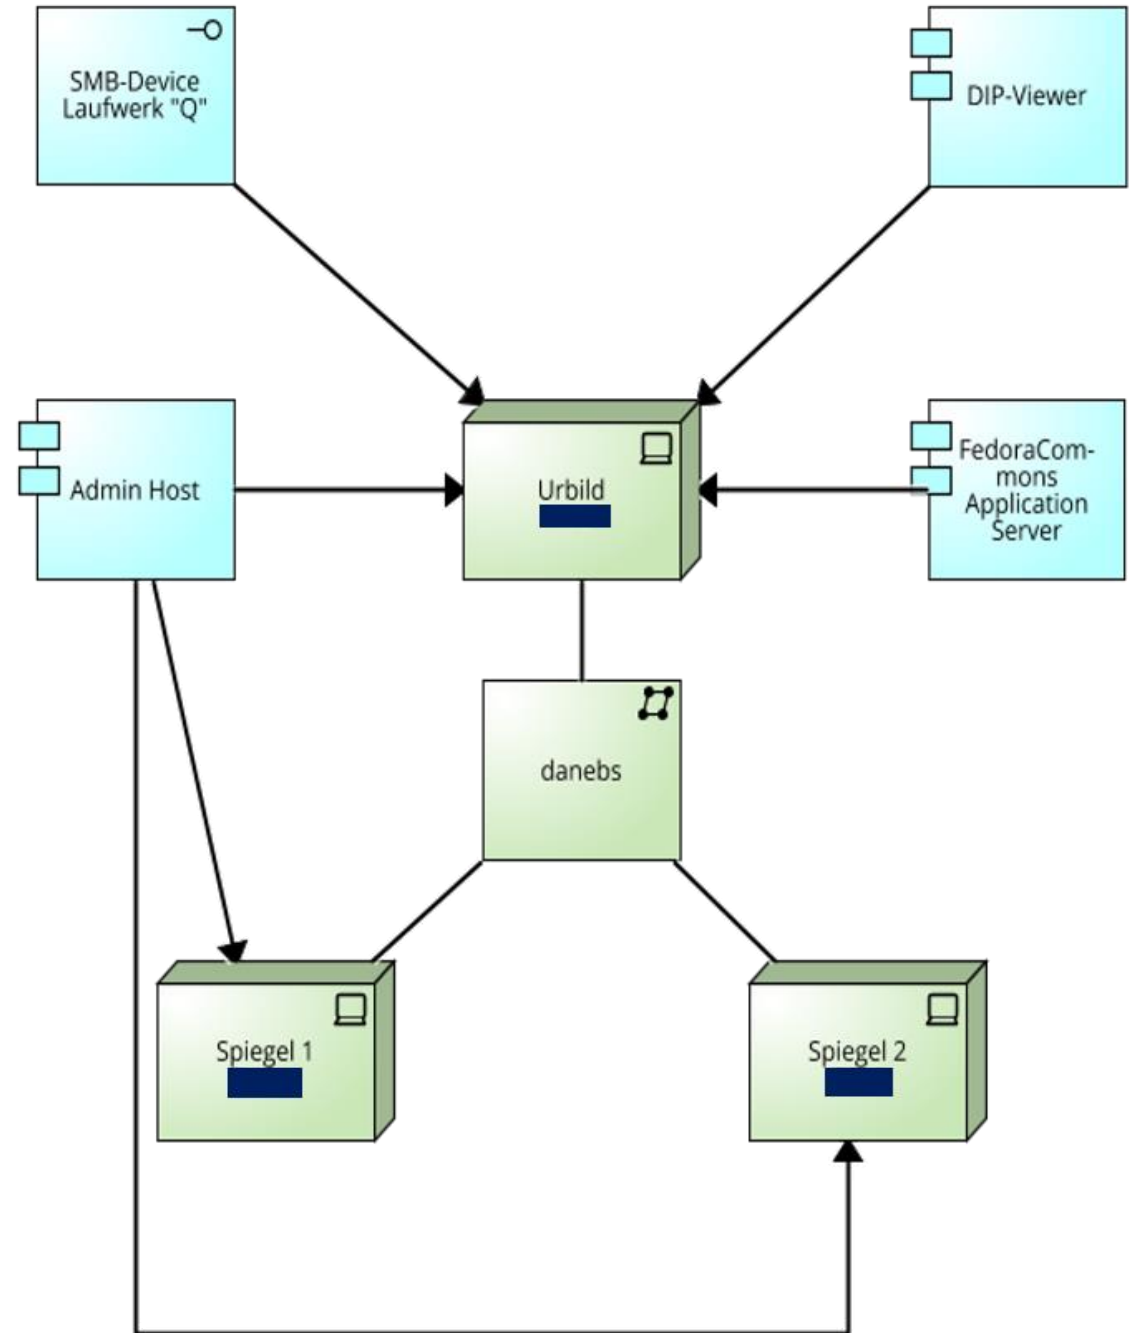 SMB-Device
Laufwerk "Q"
DIP-Viewer
Admin Host
Urbild
FedoraCom-
mons
Application
Server
danebs
Spiegel 1
Spiegel 2